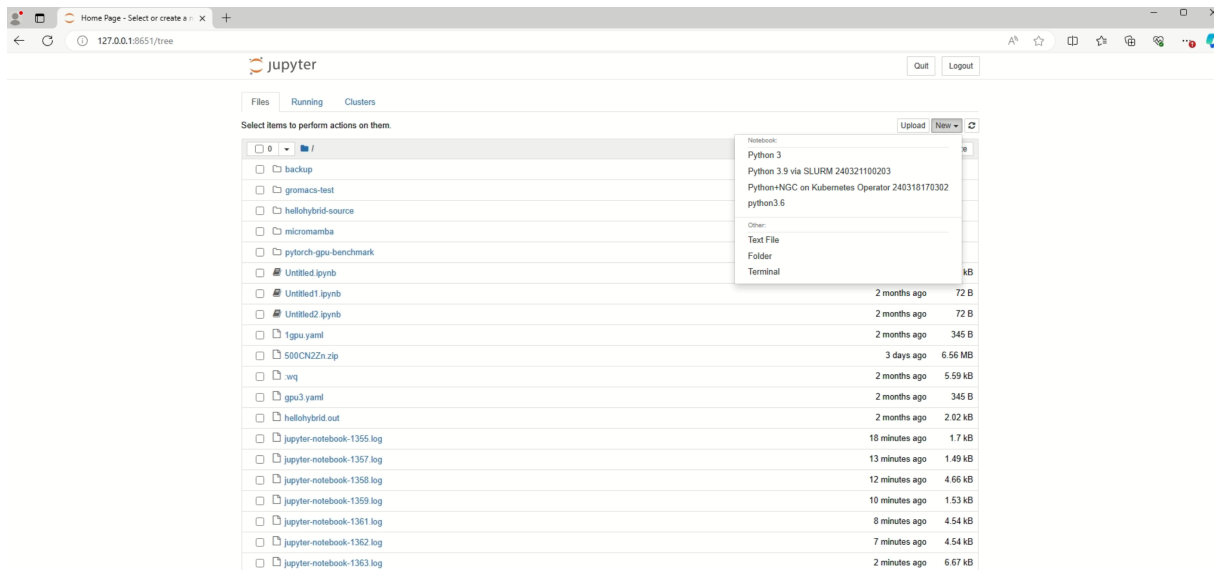 Home Page - Select or create a n
127.0.0.1:8651/tree
jupyter
Quit Logout
Files Running Clusters
Select items to perform actions on them.
Upload New
0 /
Notebook:
Python 3
Python 3.9 via SLURM 240321100203
Python+NGC on Kubernetes Operator 240318170302
python3.6
Other:
Text File
Folder
Terminal
backup
gromacs-test
hellohybrid-source
micromamba
pytorch-gpu-benchmark
Untitled.ipynb kB
Untitled1.ipynb 2 months ago 72 B
Untitled2.ipynb 2 months ago 72 B
1gpu.yaml 2 months ago 345 B
500CN2Zn.zip 3 days ago 6.56 MB
:wq 2 months ago 5.59 kB
gpu3.yaml 2 months ago 345 B
hellohybrid.out 2 months ago 2.02 kB
jupyter-notebook-1355.log 18 minutes ago 1.7 kB
jupyter-notebook-1357.log 13 minutes ago 1.49 kB
jupyter-notebook-1358.log 12 minutes ago 4.66 kB
jupyter-notebook-1359.log 10 minutes ago 1.53 kB
jupyter-notebook-1361.log 8 minutes ago 4.54 kB
jupyter-notebook-1362.log 7 minutes ago 4.54 kB
jupyter-notebook-1363.log 2 minutes ago 6.67 kB